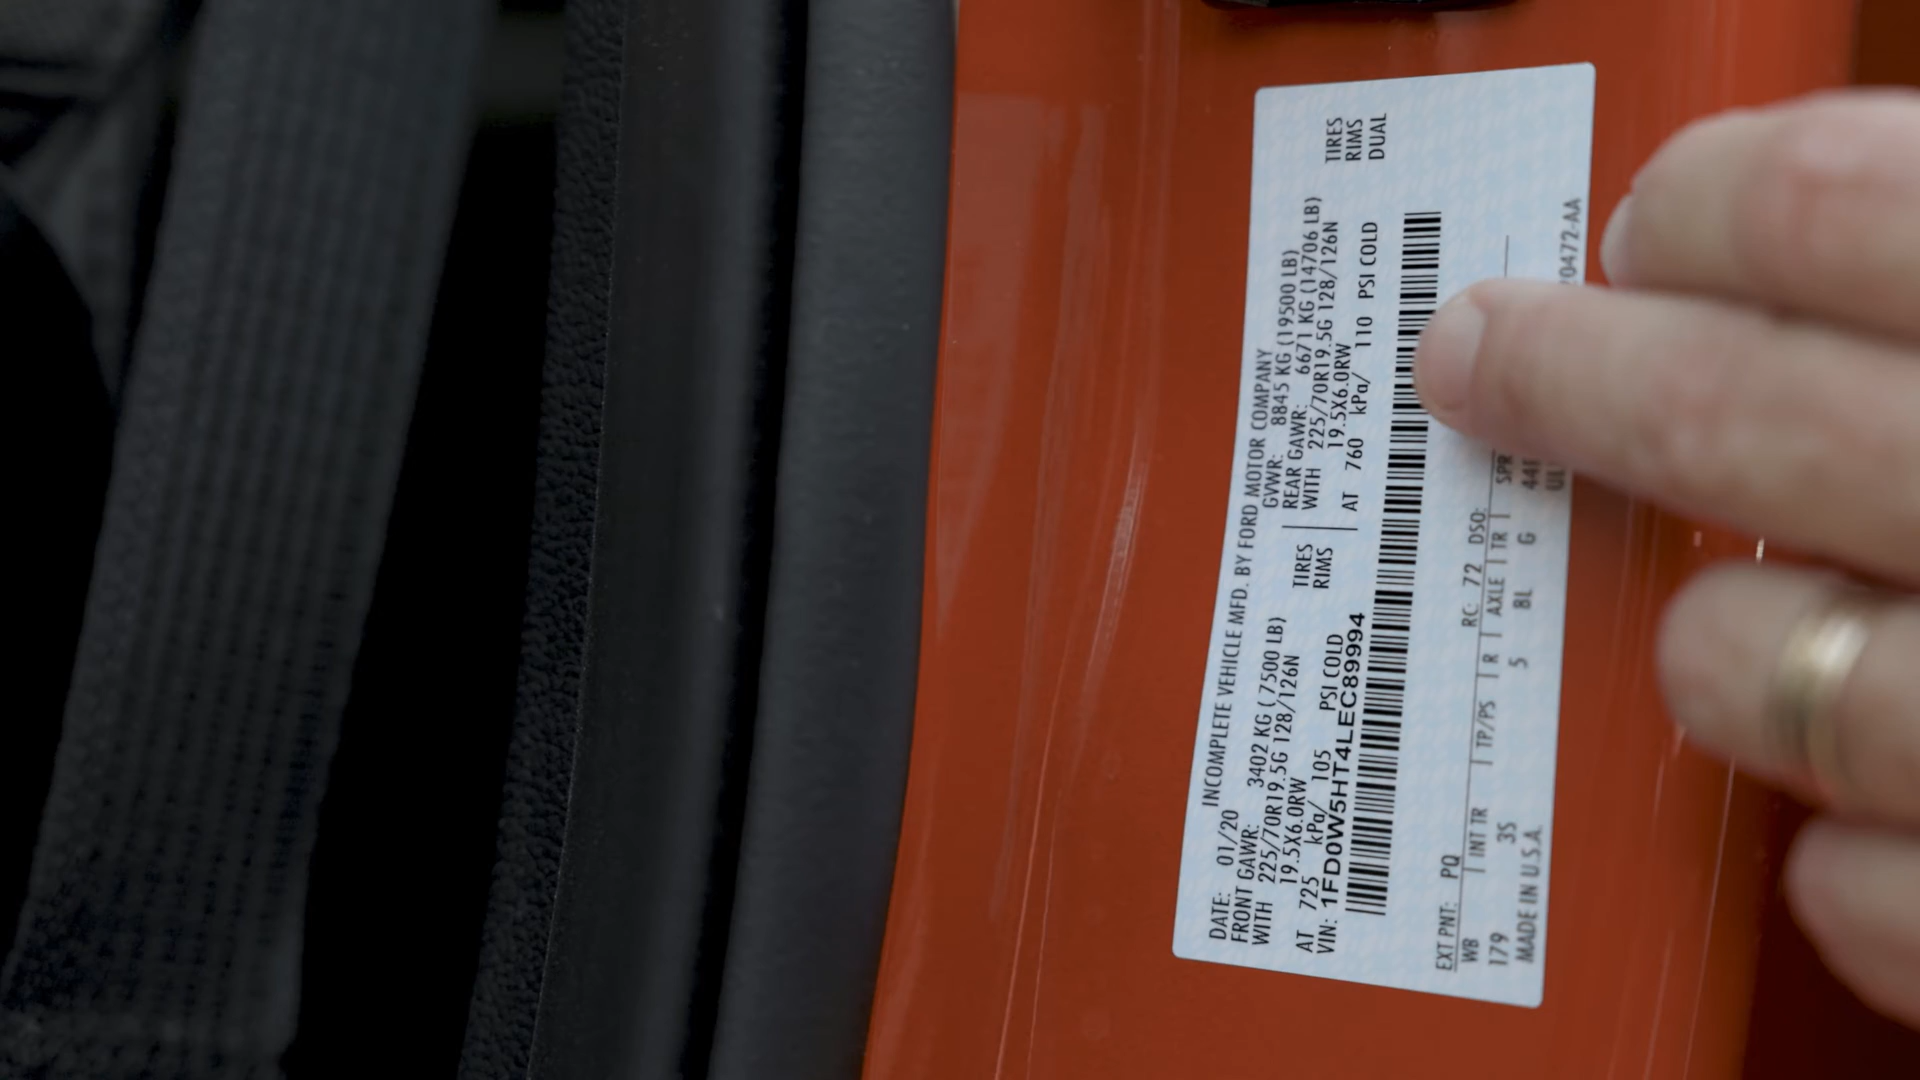 INCOMPLETE VEHICLE MFD. BY FORD MOTOR COMPANY
DATE: 01/20 GVWR: 8845 KG (19500 LB)
FRONT GAWR: 3402 KG ( 7500 LB) REAR GAWR: 6671 KG (14706 LB)
WITH 225/70R19.5G 128/126N TIRES WITH 225/70R19.5G 128/126N TIRES
19.5X6.0RW RIMS 19.5X6.0RW RIMS
AT 725 kPa/ 105 PSI COLD AT 760 kPa/ 110 PSI COLD DUAL
VIN: 1FD0W5HT4LEC89994
EXT PNT: PQ RC: 72 DSO:
WB INT TR TP/PS R AXLE TR SPR
179 3S 5 8L G
MADE IN U.S.A.